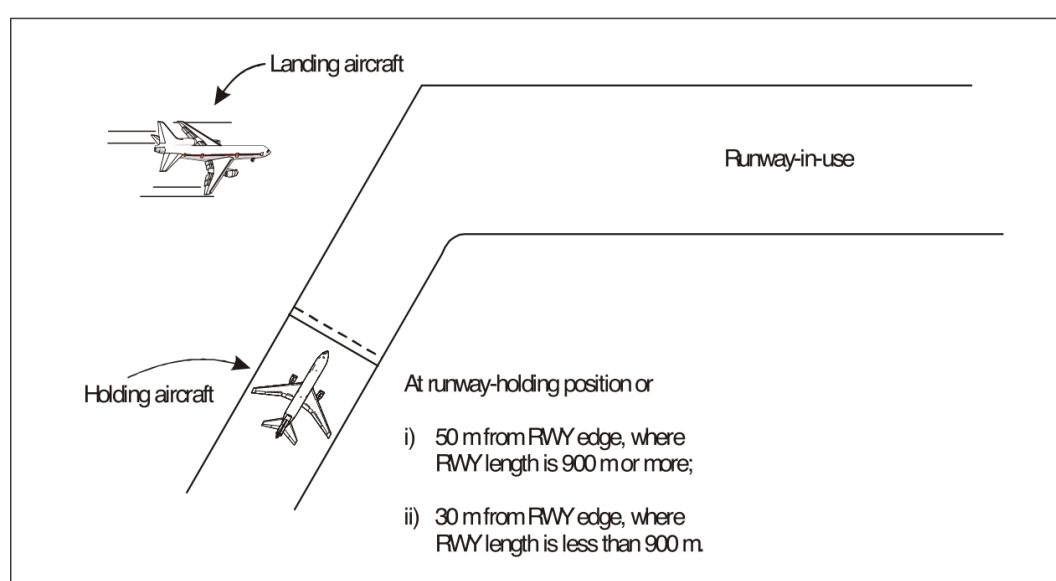 Landing aircraft
Runway-in-use
Holding aircraft
At runway-holding position or
i) 50 m from RWY edge, where
RWY length is 900 m or more;
ii) 30 m from RWY edge, where
RWY length is less than 900 m.